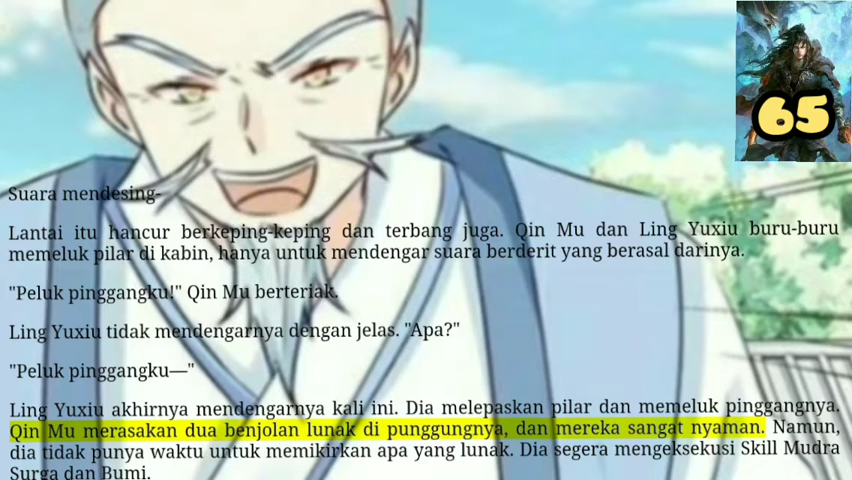 65
Suara mendesing-
Lantai itu hancur berkeping-keping dan terbang juga. Qin Mu dan Ling Yuxiu buru-buru
memeluk pilar di kabin, hanya untuk mendengar suara berderit yang berasal darinya.
"Peluk pinggangku!" Qin Mu berteriak.
Ling Yuxiu tidak mendengarnya dengan jelas. "Apa?"
"Peluk pinggangku—"
Ling Yuxiu akhirnya mendengarnya kali ini. Dia melepaskan pilar dan memeluk pinggangnya.
Qin Mu merasakan dua benjolan lunak di punggungnya, dan mereka sangat nyaman. Namun,
dia tidak punya waktu untuk memikirkan apa yang lunak. Dia segera mengeksekusi Skill Mudra
Surga dan Bumi.